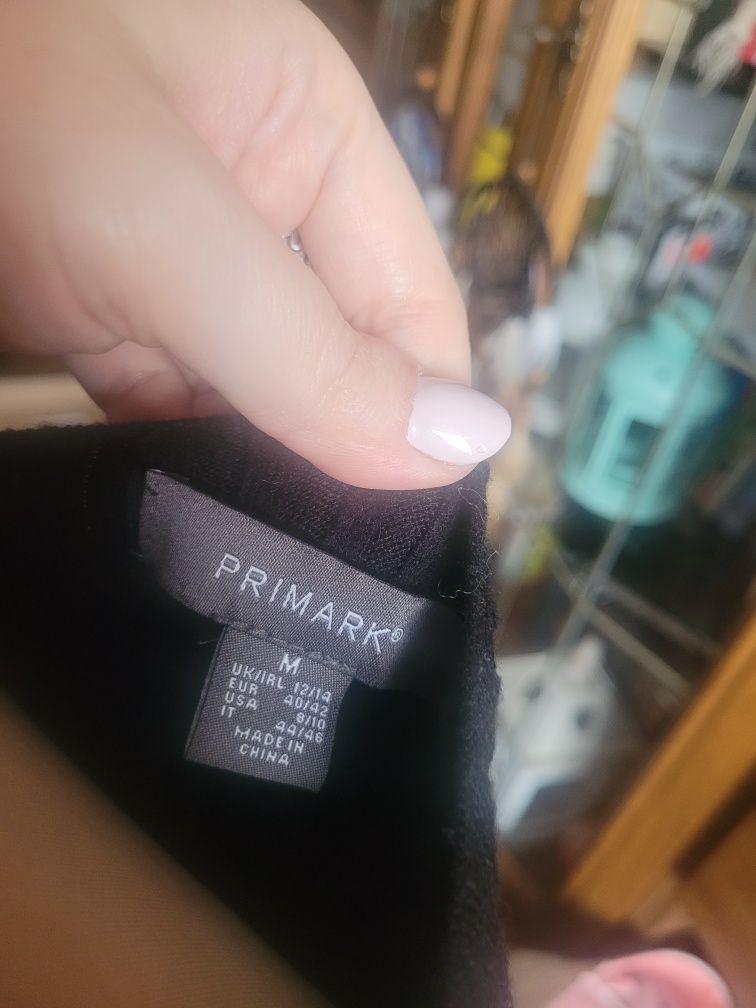 PRIMARK®
M
UK/IRL 12/14
EUR 40/42
USA 8/10
IT 44/46
MADE IN
CHINA